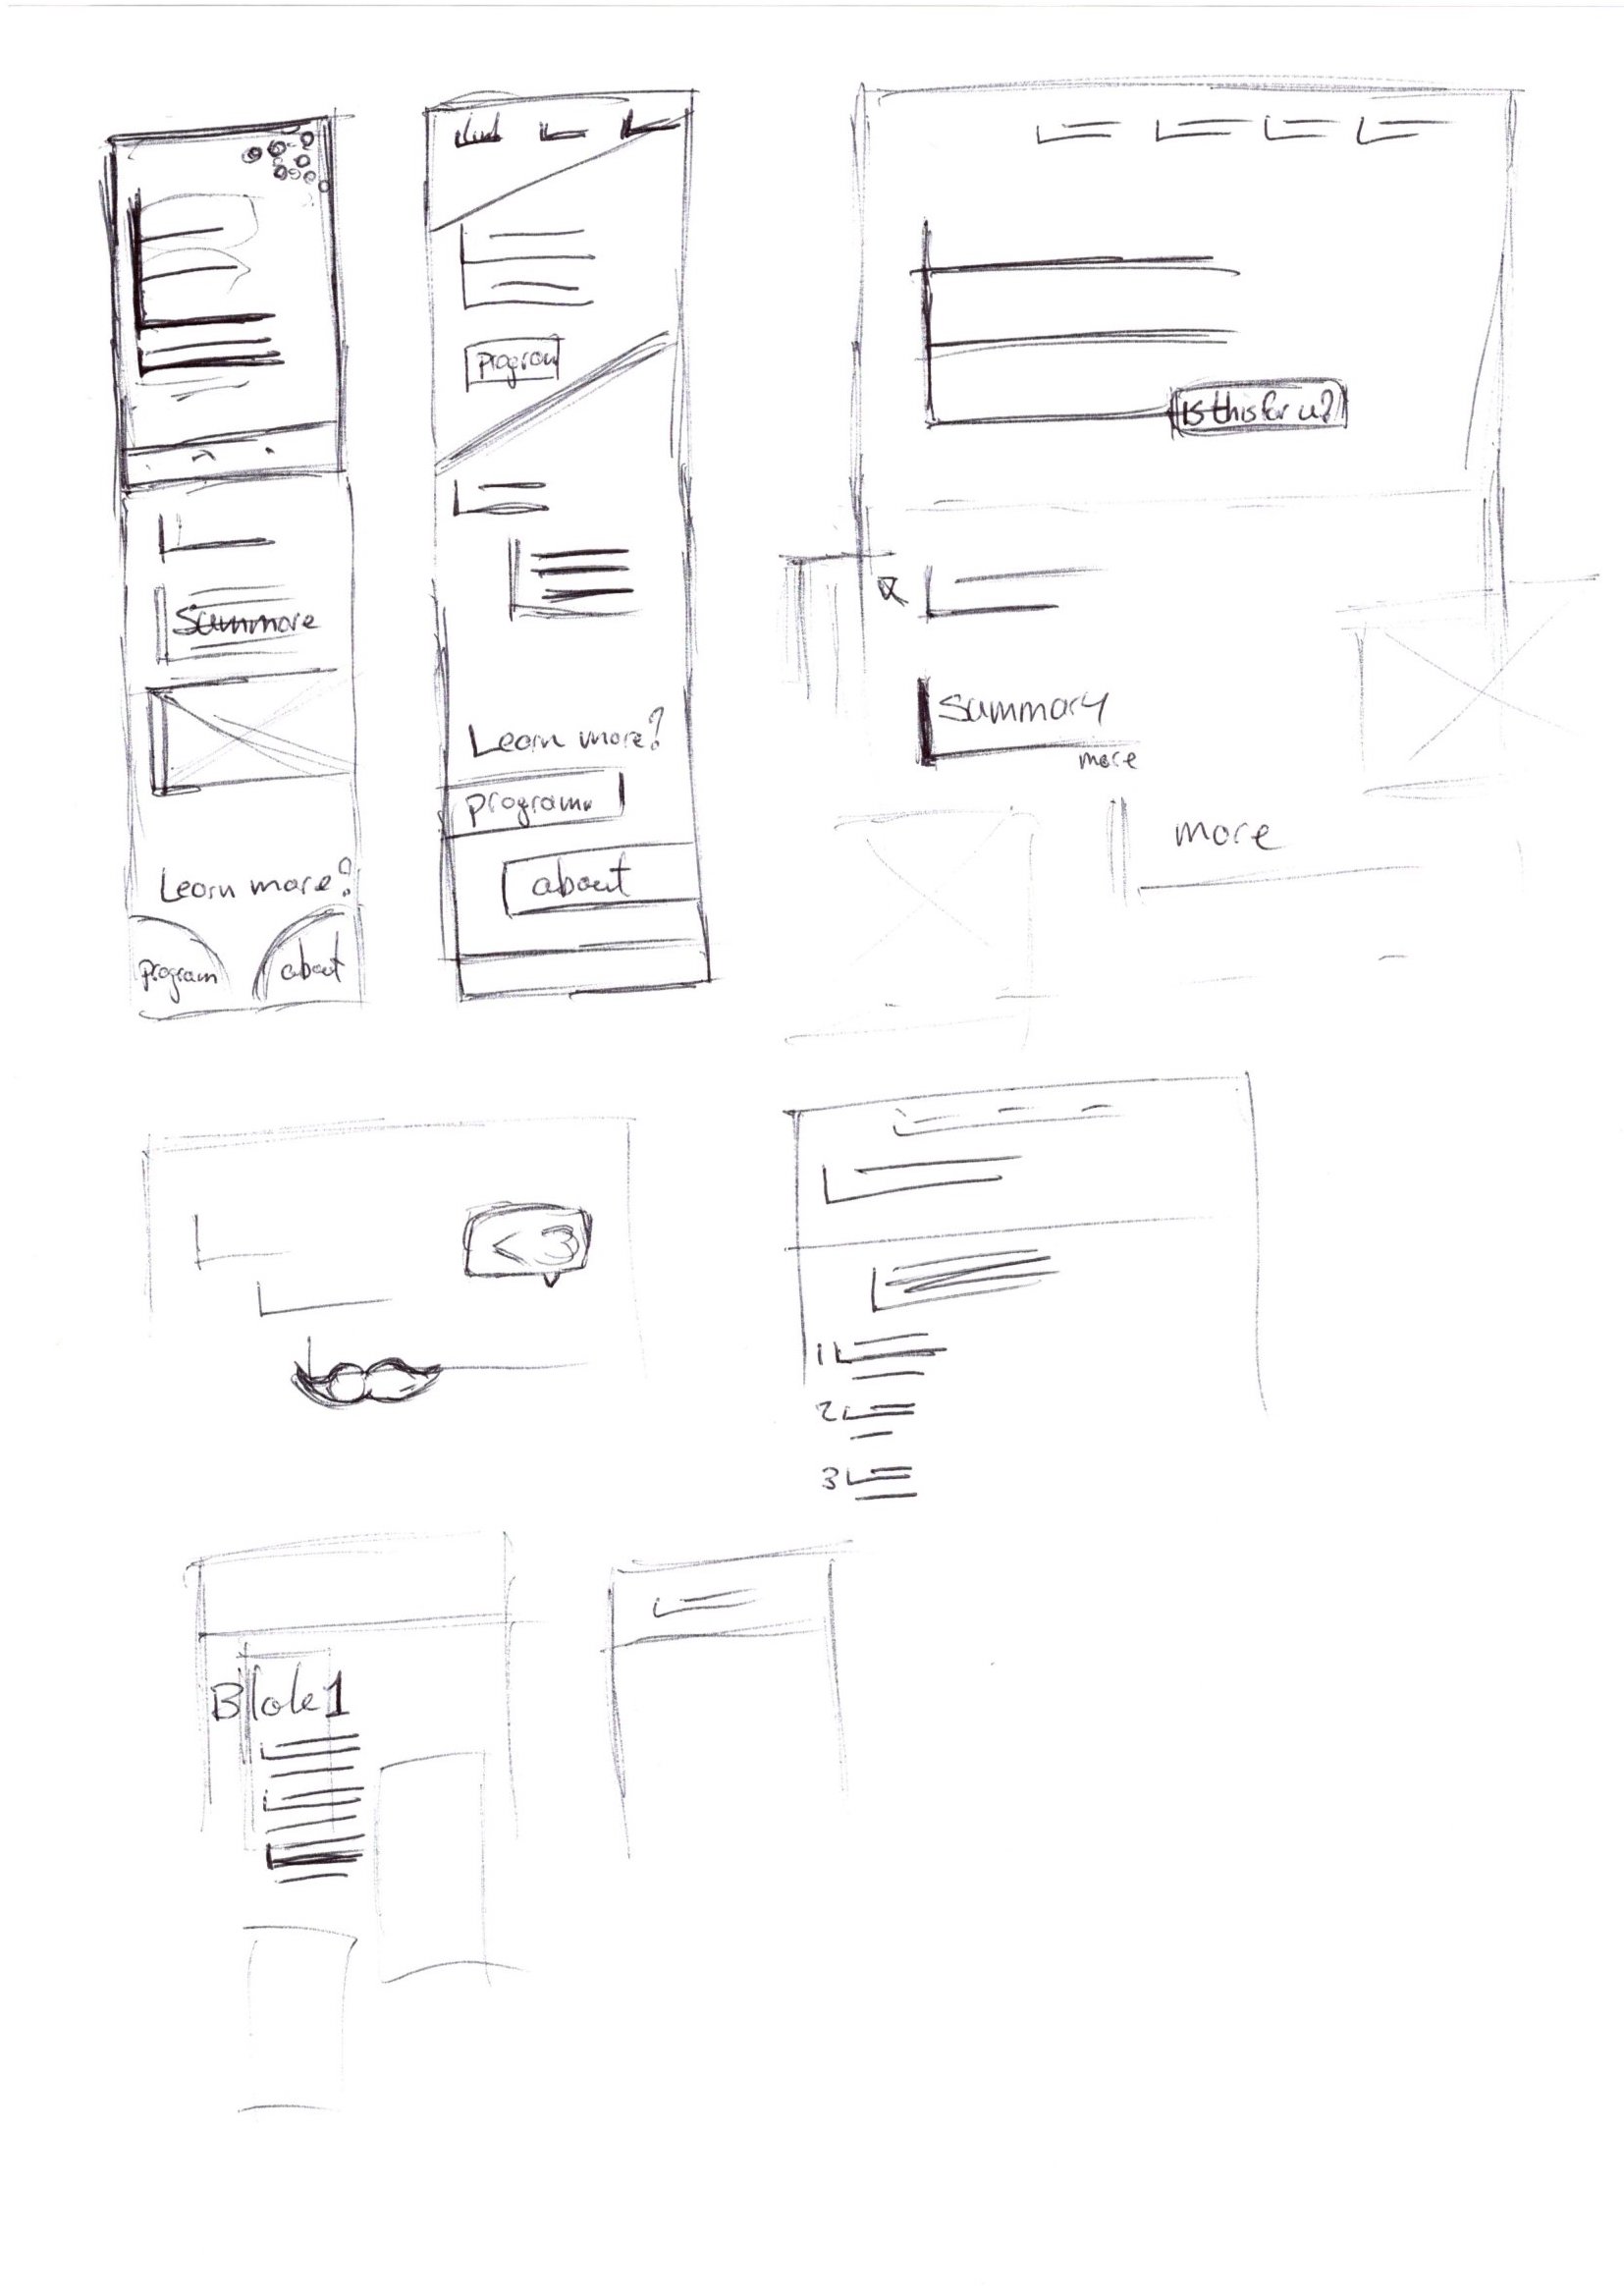 Summore
Learn more?
program
about
program
Learn more?
program
about
is this for u?
Summary
more
more
<3
1
2
3
Blok 1